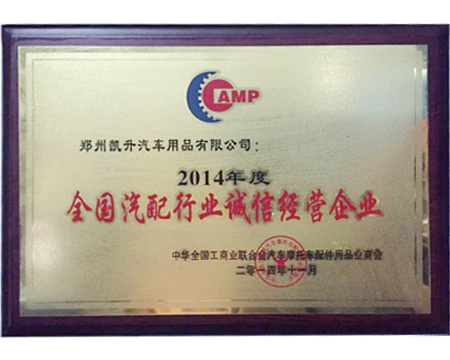 CAMP
郑州凯升汽车用品有限公司：
2014年度
全国汽配行业诚信经营企业
中华全国工商业联合会汽车摩托车配件用品业商会
二零一四年十一月